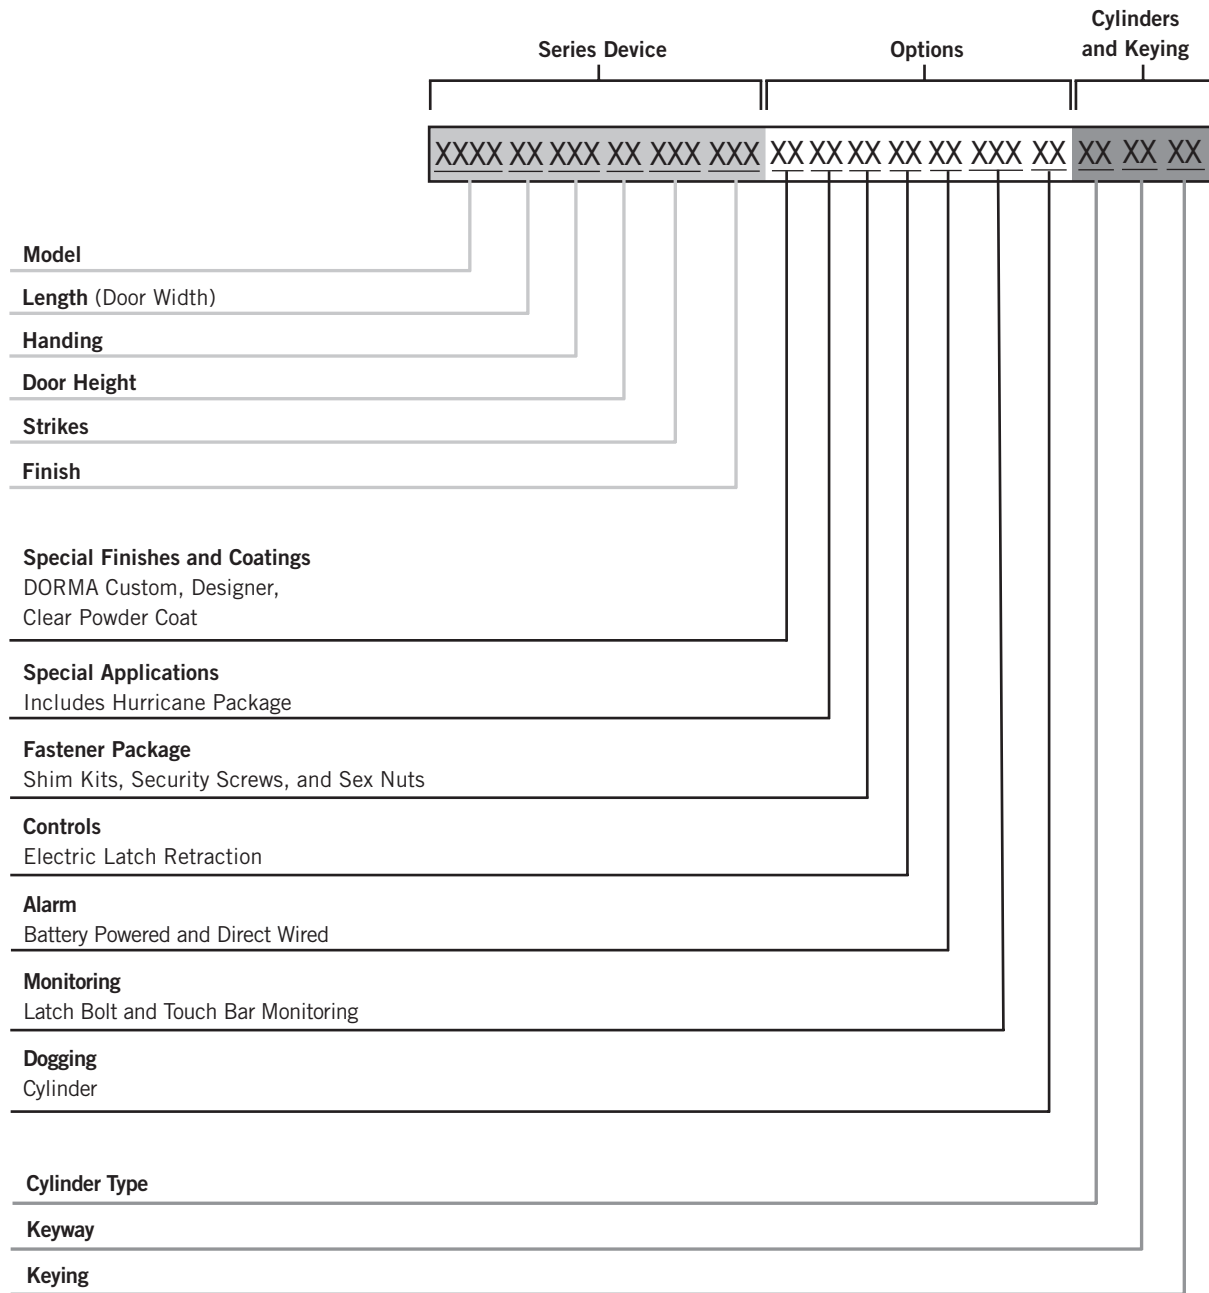 Cylinders
Series Device Options and Keying
XXXX XX XXX XX XXX XXX XX XX XX XX XX XXX XX XX XX XX
Model
Length (Door Width)
Handing
Door Height
Strikes
Finish
Special Finishes and Coatings
DORMA Custom, Designer,
Clear Powder Coat
Special Applications
Includes Hurricane Package
Fastener Package
Shim Kits, Security Screws, and Sex Nuts
Controls
Electric Latch Retraction
Alarm
Battery Powered and Direct Wired
Monitoring
Latch Bolt and Touch Bar Monitoring
Dogging
Cylinder
Cylinder Type
Keyway
Keying